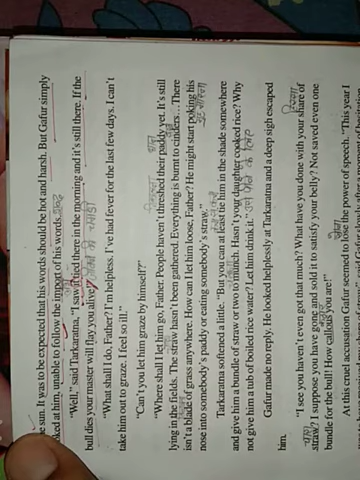 e sun. It was to be expected that his words should be hot and harsh. But Gafur simply
oked at him, unable to follow the import of his words.
"Well," said Tarkaratna, "I saw it tied there in the morning and it's still there. If the
bull dies your master will flay you alive."
"What shall I do, Father? I'm helpless. I've had fever for the last few days. I can't
take him out to graze. I feel so ill."
"Can't you let him graze by himself?"
"Where shall I let him go, Father. People haven't threshed their paddy yet. It's still
lying in the fields. The straw hasn't been gathered. Everything is burnt to cinders...There
isn't a blade of grass anywhere. How can I let him loose, Father? He might start poking his
nose into somebody's paddy or eating somebody's straw."
Tarkaratna softened a little. "But you can at least tie him in the shade somewhere
and give him a bundle of straw or two to munch. Hasn't your daughter cooked rice? Why
not give him a tub of boiled rice water? Let him drink it."
Gafur made no reply. He looked helplessly at Tarkaratna and a deep sigh escaped
him.
"I see you haven't even got that much? What have you done with your share of
straw? I suppose you have gone and sold it to satisfy your belly? Not saved even one
bundle for the bull! How callous you are!"
At this cruel accusation Gafur seemed to lose the power of speech. "This year I